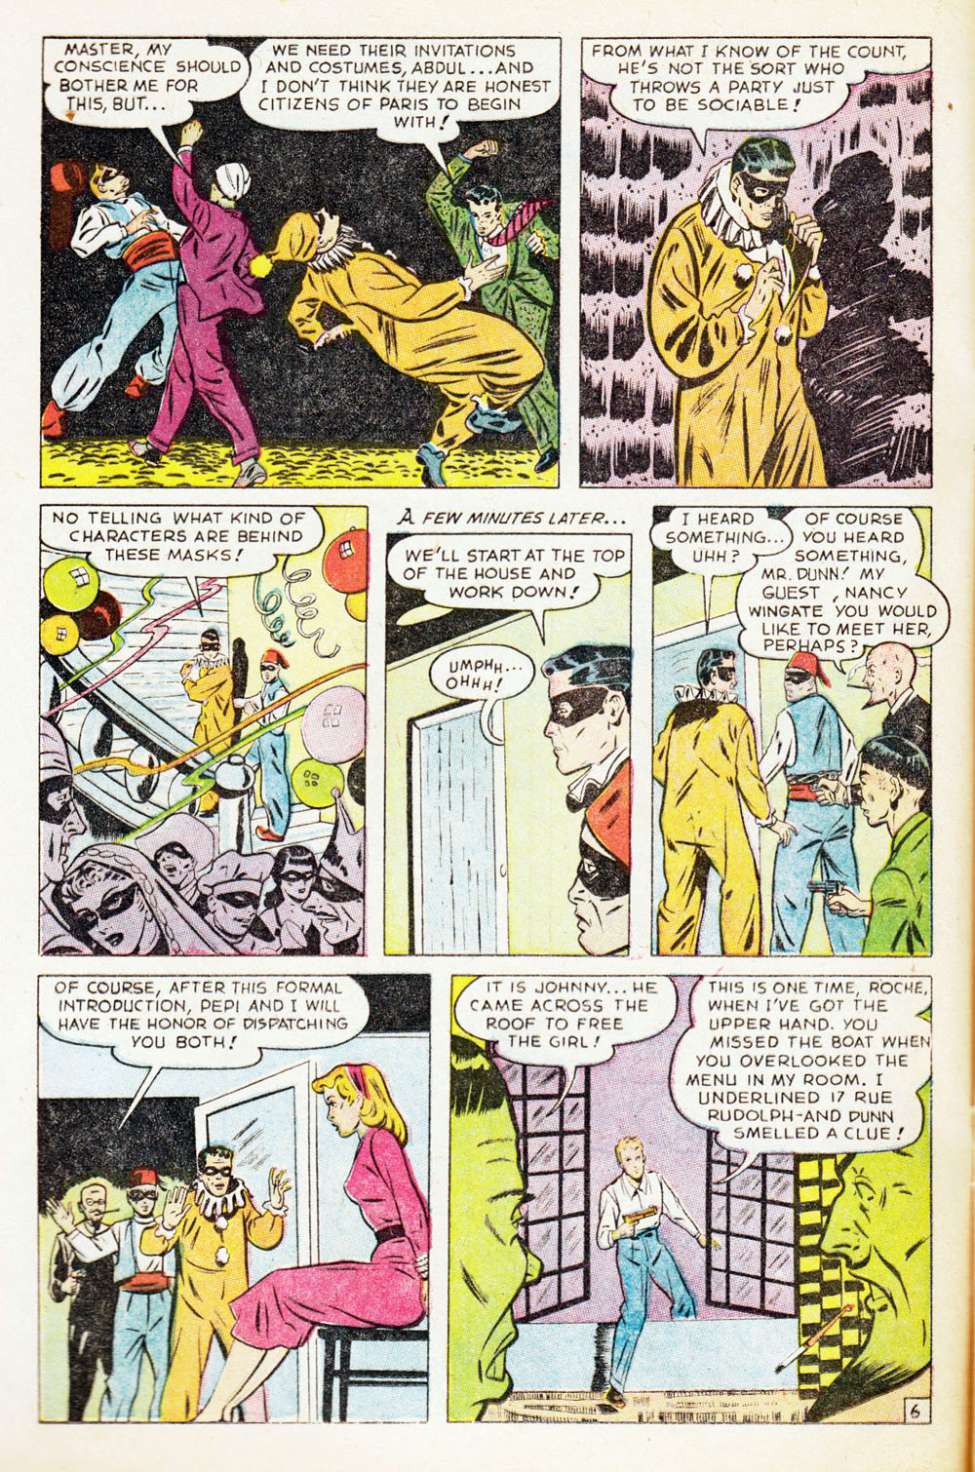 MASTER, MY
CONSCIENCE SHOULD
BOTHER ME FOR
THIS, BUT...
WE NEED THEIR INVITATIONS
AND COSTUMES, ABDUL...AND
I DON'T THINK THEY ARE HONEST
CITIZENS OF PARIS TO BEGIN
WITH!
FROM WHAT I KNOW OF THE COUNT,
HE'S NOT THE SORT WHO
THROWS A PARTY JUST
TO BE SOCIABLE!
NO TELLING WHAT KIND OF
CHARACTERS ARE BEHIND
THESE MASKS!
A FEW MINUTES LATER...
WE'LL START AT THE TOP
OF THE HOUSE AND
WORK DOWN!
UMPHH...
OHHH!
I HEARD
SOMETHING...
UHH?
OF COURSE
YOU HEARD
SOMETHING,
MR. DUNN! MY
GUEST, NANCY
WINGATE YOU WOULD
LIKE TO MEET HER,
PERHAPS?
OF COURSE, AFTER THIS FORMAL
INTRODUCTION, PEPI AND I WILL
HAVE THE HONOR OF DISPATCHING
YOU BOTH!
IT IS JOHNNY... HE
CAME ACROSS THE
ROOF TO FREE
THE GIRL!
THIS IS ONE TIME, ROCHE,
WHEN I'VE GOT THE
UPPER HAND. YOU
MISSED THE BOAT WHEN
YOU OVERLOOKED THE
MENU IN MY ROOM. I
UNDERLINED 17 RUE
RUDOLPH-AND DUNN
SMELLED A CLUE!
6